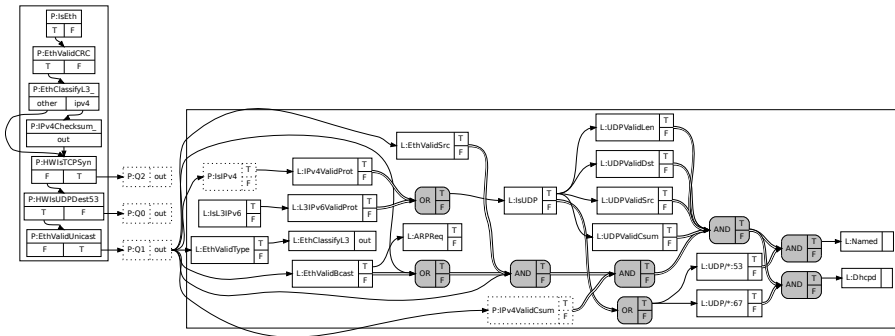 P:IsEth
T F
P:EthValidCRC
T F
P:EthClassifyL3_
other ipv4
P:IPv4Checksum_
out
P:HWIsTCPSyn
F T
P:HWIsUDPDest53
T F
P:EthValidUnicast
F T
P:Q2 out
P:Q0 out
P:Q1 out
L:EthValidSrc T F
P:IsIPv4 T F
L:IPv4ValidProt T F
IsL3IPv6 T F
L3IPv6ValidProt T F
OR T F
L:EthValidType T F
L:EthClassifyL3 out
L:ARPReq T F
L:EthValidBcast T F
OR T F
AND T F
P:IPv4ValidCsum T F
L:IsUDP T F
L:UDPValidLen T F
L:UDPValidDst T F
L:UDPValidSrc T F
L:UDPValidCsum T F
AND T F
AND T F
OR T F
L:UDP/*:53 T F
L:UDP/*:67 T F
AND T F
AND T F
L:Named
L:Dhcpd